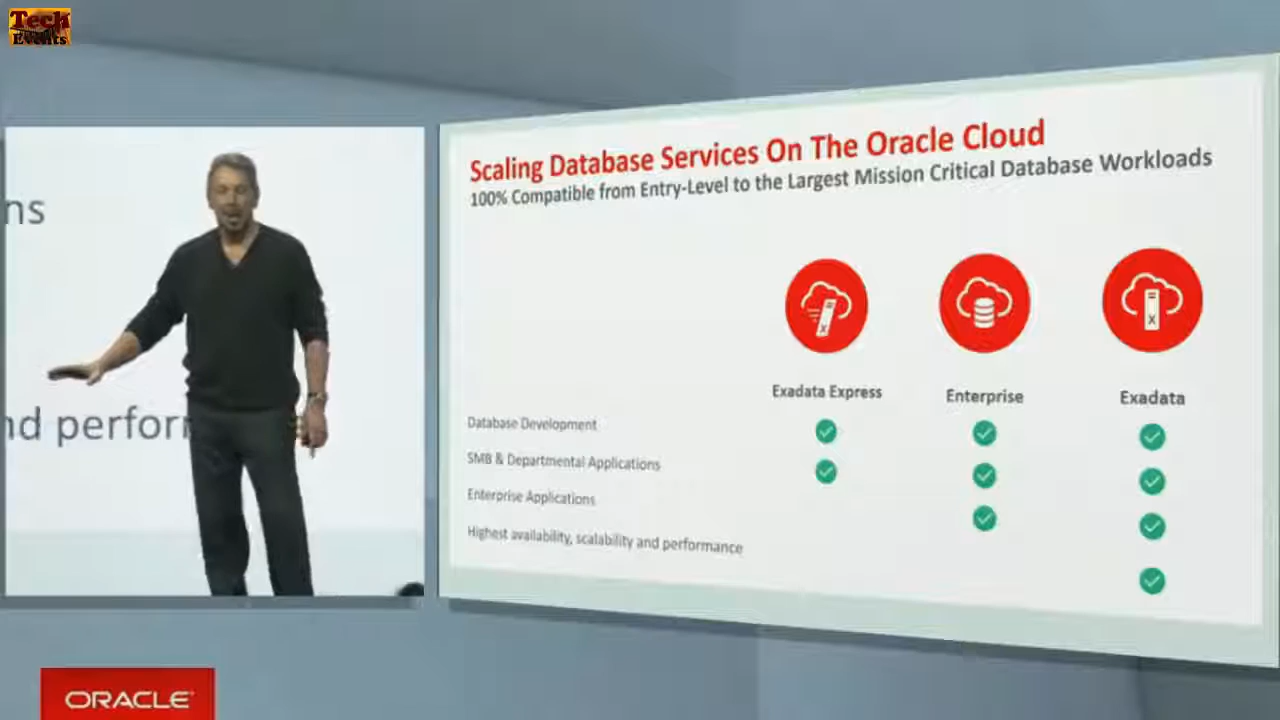 Tech
Events
ns
nd perfor
Scaling Database Services On The Oracle Cloud
100% Compatible from Entry-Level to the Largest Mission Critical Database Workloads
X
X
Exadata Express
Enterprise
Exadata
Database Development
SMB & Departmental Applications
Enterprise Applications
Highest availability, scalability and performance
ORACLE